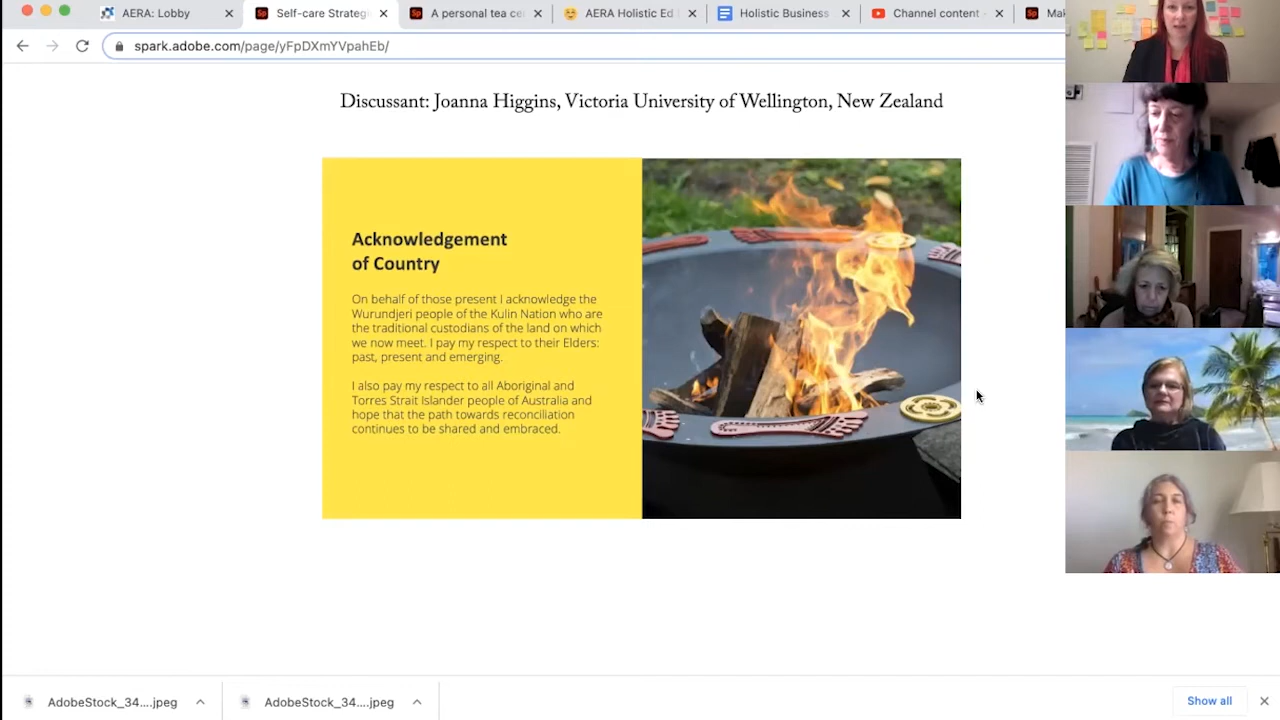 AERA: Lobby
Self-care Strateg
A personal tea ce
AERA Holistic Ed
Holistic Business
Channel content
Mak
spark.adobe.com/page/yFpDXmYVpahEb/
Discussant: Joanna Higgins, Victoria University of Wellington, New Zealand
Acknowledgement
of Country
On behalf of those present I acknowledge the
Wurundjeri people of the Kulin Nation who are
the traditional custodians of the land on which
we now meet. I pay my respect to their Elders:
past, present and emerging.
I also pay my respect to all Aboriginal and
Torres Strait Islander people of Australia and
hope that the path towards reconciliation
continues to be shared and embraced.
AdobeStock_34....jpeg
AdobeStock_34....jpeg
Show all